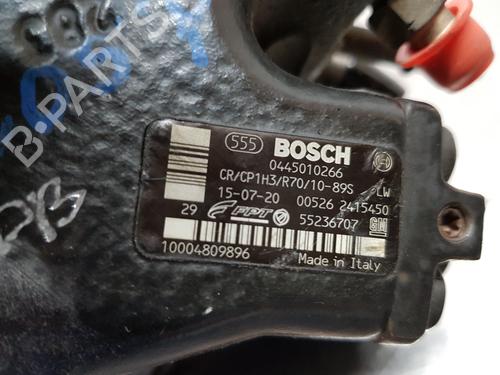 555 BOSCH
0445010266
CR/CP1H3/R70/10-89S LW
15-07-20 00526 2415450
29 FPT 55236707 GM
10004809896 Made in Italy
B-PARTS